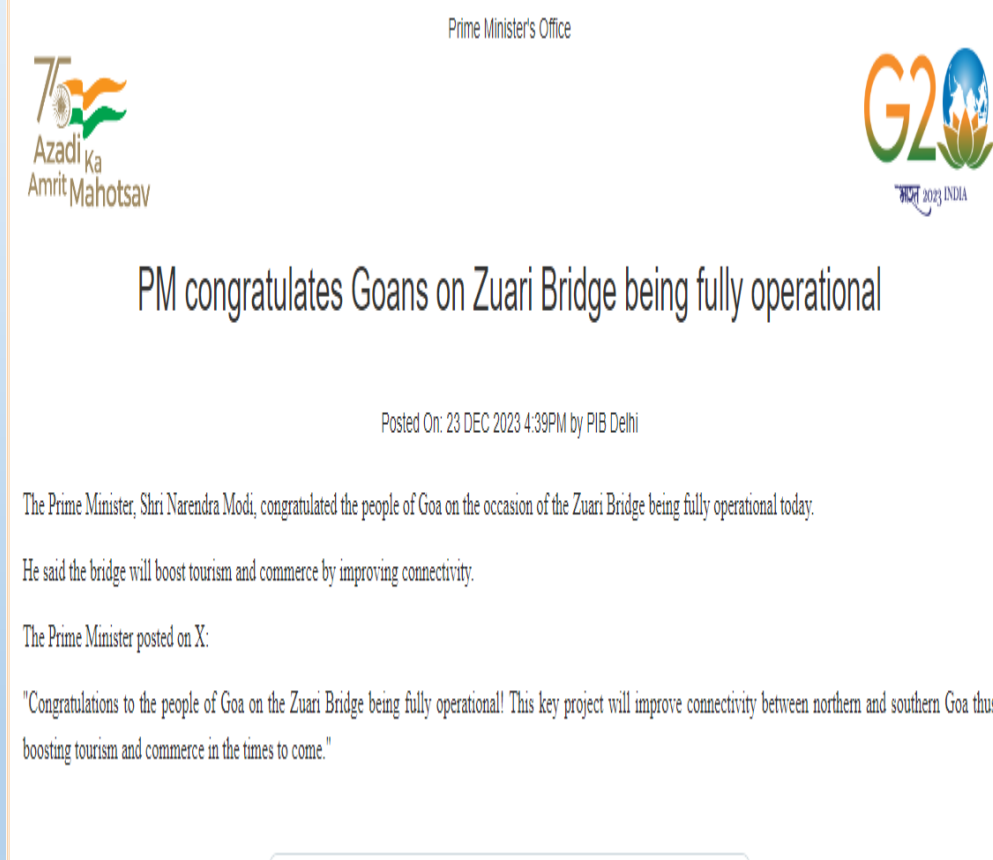 Prime Minister's Office
75
Azadi Ka
Amrit Mahotsav
G20
भारत 2023 INDIA
PM congratulates Goans on Zuari Bridge being fully operational
Posted On: 23 DEC 2023 4:39PM by PIB Delhi
The Prime Minister, Shri Narendra Modi, congratulated the people of Goa on the occasion of the Zuari Bridge being fully operational today.
He said the bridge will boost tourism and commerce by improving connectivity.
The Prime Minister posted on X:
"Congratulations to the people of Goa on the Zuari Bridge being fully operational! This key project will improve connectivity between northern and southern Goa thus
boosting tourism and commerce in the times to come."